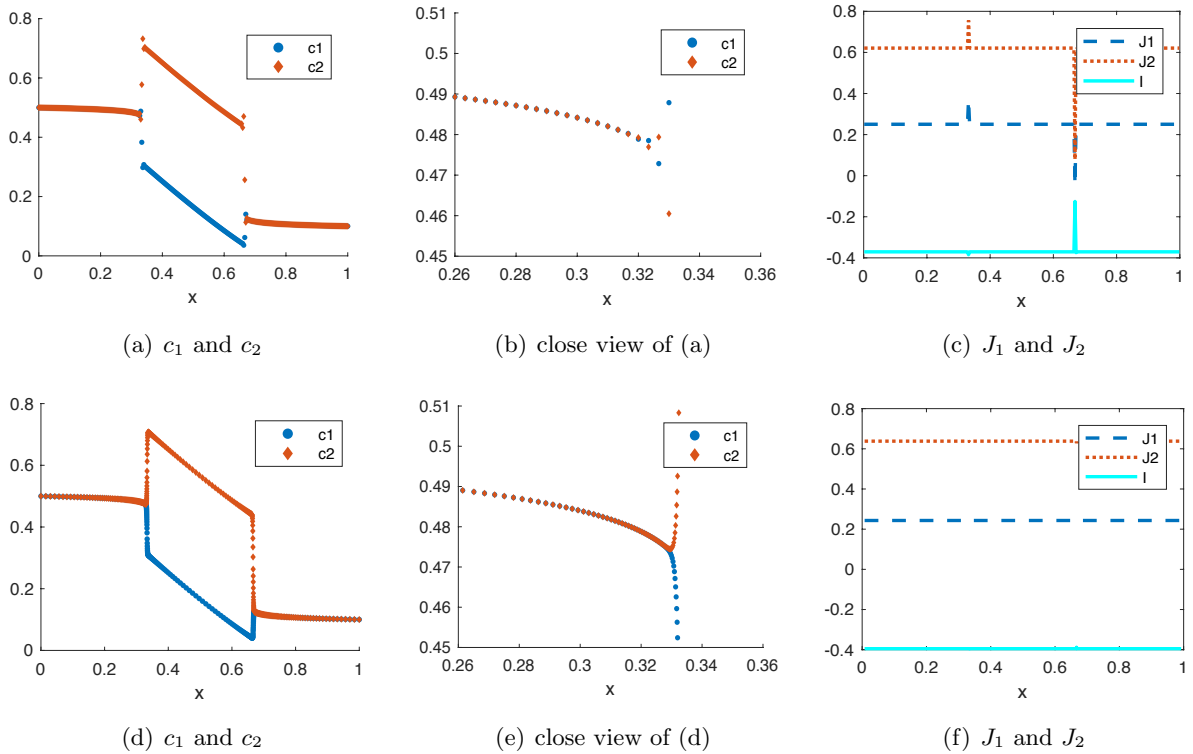 0.8
0.6
0.4
0.2
0
0 0.2 0.4 0.6 0.8 1
x
c1
c2
(a) c₁ and c₂
0.51
0.5
0.49
0.48
0.47
0.46
0.45
0.26 0.28 0.3 0.32 0.34 0.36
x
c1
c2
(b) close view of (a)
0.8
0.6
0.4
0.2
0
-0.2
-0.4
0 0.2 0.4 0.6 0.8 1
x
J1
J2
I
(c) J₁ and J₂
0.8
0.6
0.4
0.2
0
0 0.2 0.4 0.6 0.8 1
x
c1
c2
(d) c₁ and c₂
0.51
0.5
0.49
0.48
0.47
0.46
0.45
0.26 0.28 0.3 0.32 0.34 0.36
x
c1
c2
(e) close view of (d)
0.8
0.6
0.4
0.2
0
-0.2
-0.4
0 0.2 0.4 0.6 0.8 1
x
J1
J2
I
(f) J₁ and J₂